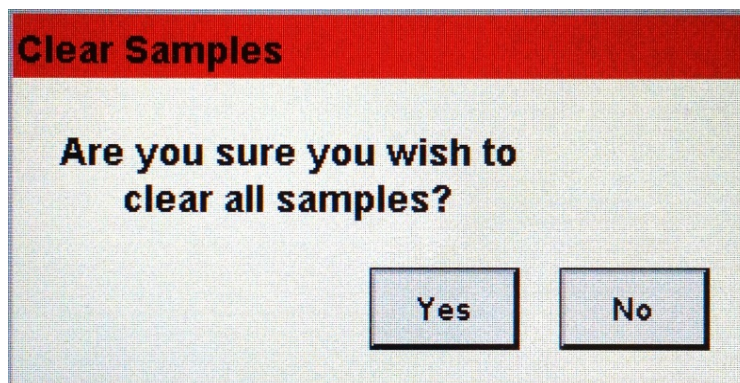 Clear Samples
Are you sure you wish to
clear all samples?
Yes No